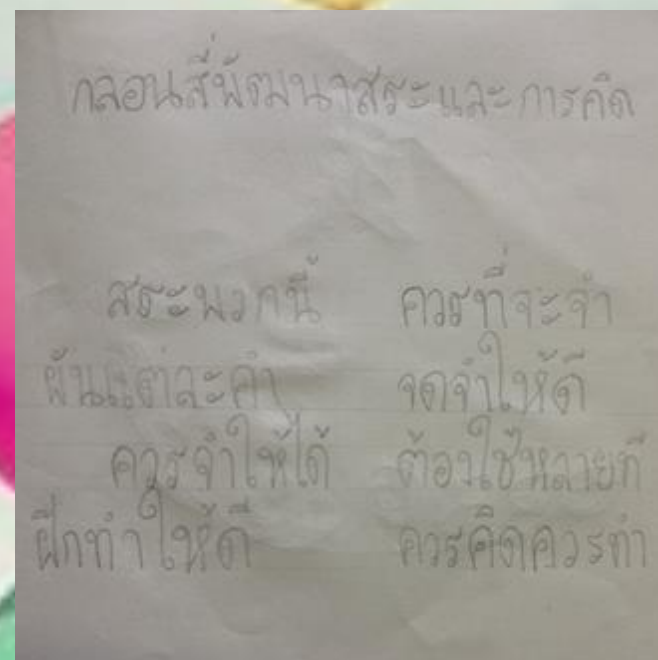 กลอนสี่พัฒนาสระและการคิด
สระพวกนี้ ควรที่จะจำ
ผันแต่ละคำ จดจำให้ดี
ควรจำให้ได้ ต้องใช้หลายที
ฝึกทำให้ดี ควรคิดควรทำ